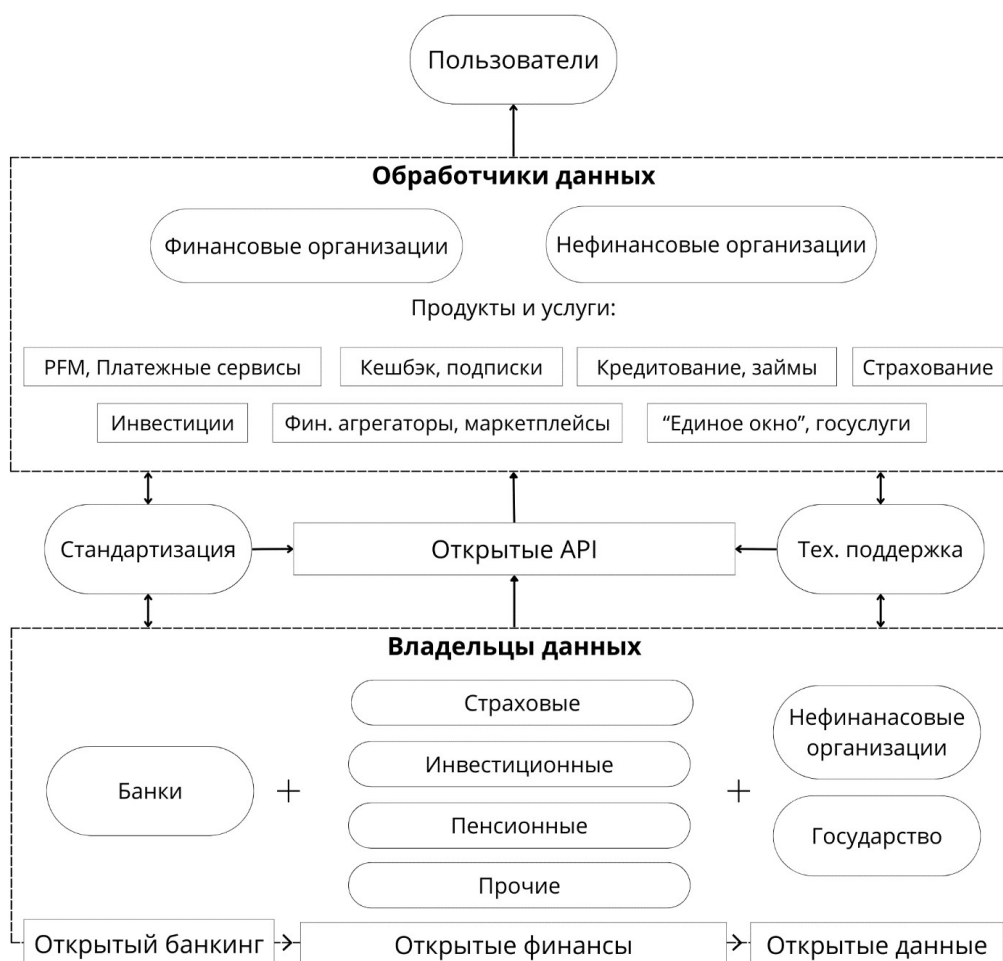 Пользователи
Обработчики данных
Финансовые организации
Нефинансовые организации
Продукты и услуги:
PFM, Платежные сервисы
Кешбэк, подписки
Кредитование, займы
Страхование
Инвестиции
Фин. агрегаторы, маркетплейсы
“Единое окно”, госуслуги
Стандартизация
Открытые API
Тех. поддержка
Владельцы данных
Банки
+
Страховые
Инвестиционные
Пенсионные
Прочие
+
Нефинанасовые
организации
Государство
Открытый банкинг
Открытые финансы
Открытые данные